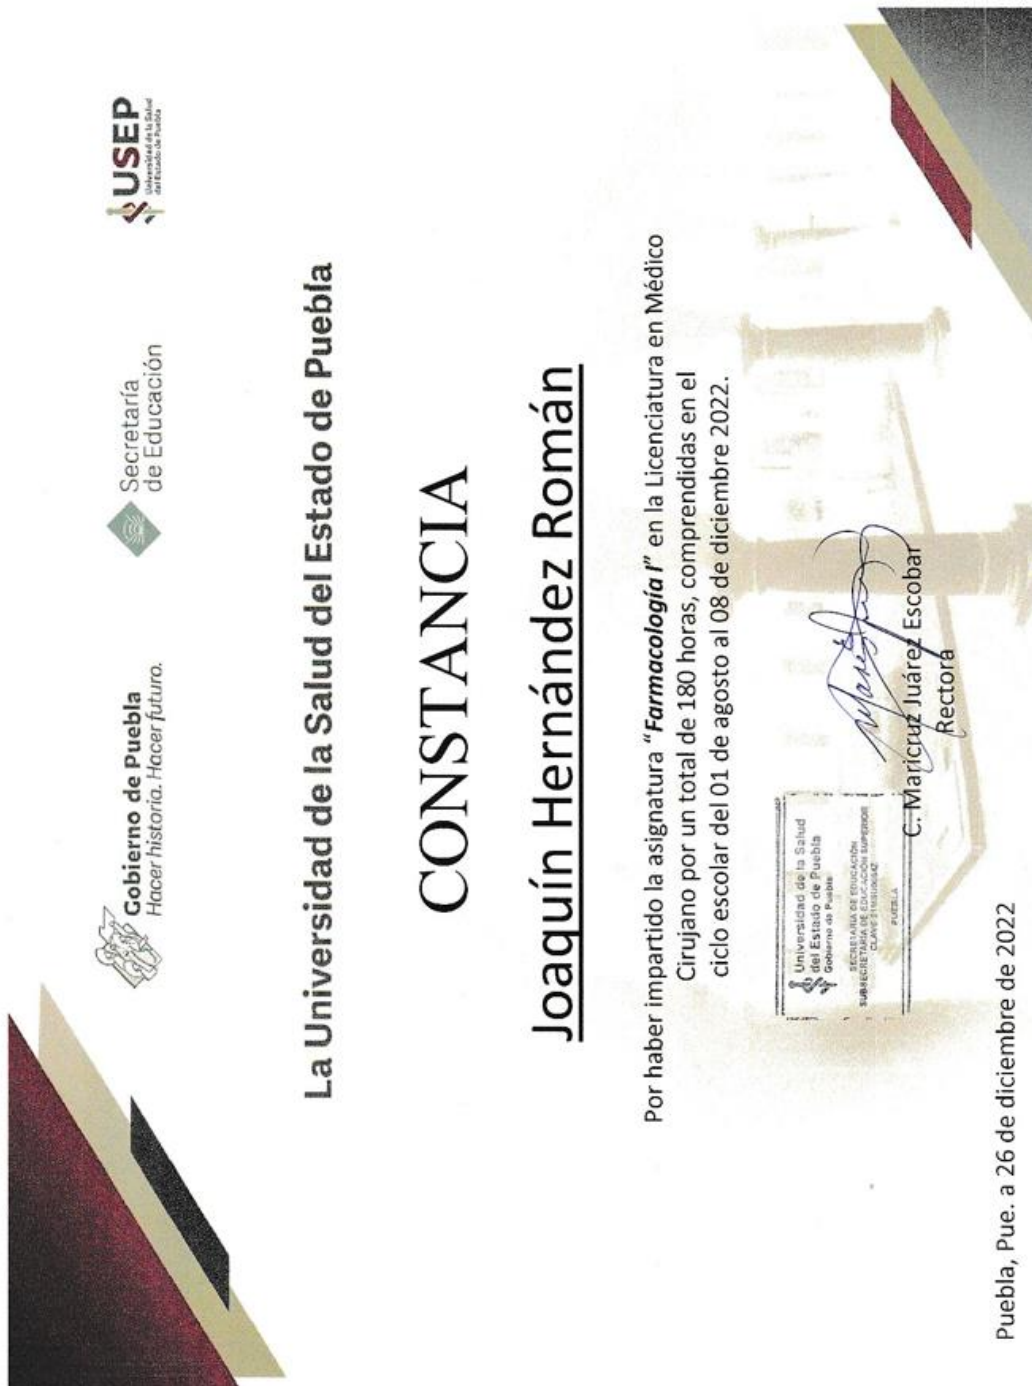 Gobierno de Puebla
Hacer historia. Hacer futuro.
Secretaría
de Educación
USEP
Universidad de la Salud
del Estado de Puebla
La Universidad de la Salud del Estado de Puebla
CONSTANCIA
Joaquín Hernández Román
Por haber impartido la asignatura "Farmacología I" en la Licenciatura en Médico
Cirujano por un total de 180 horas, comprendidas en el
ciclo escolar del 01 de agosto al 08 de diciembre 2022.
Universidad de la Salud
del Estado de Puebla
Gobierno de Puebla
SECRETARÍA DE EDUCACIÓN
SUBSECRETARÍA DE EDUCACIÓN SUPERIOR
PUEBLA
C. Maricruz Juárez Escobar
Rectora
Puebla, Pue. a 26 de diciembre de 2022